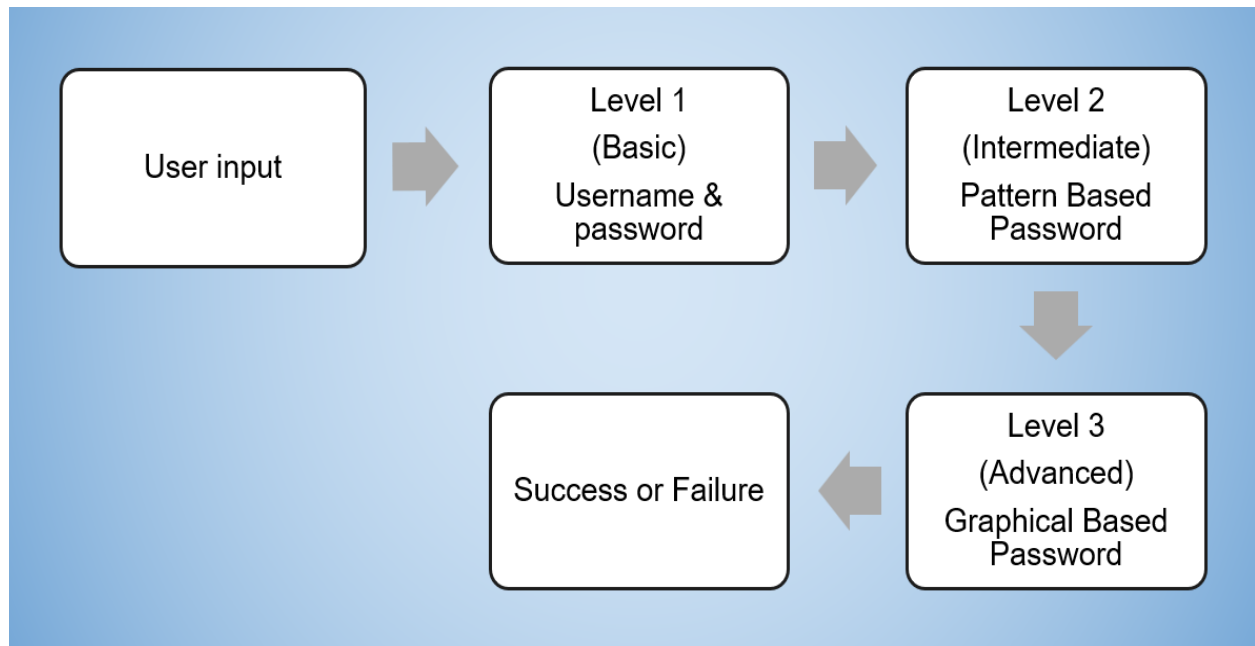 User input
Level 1
(Basic)
Username &
password
Level 2
(Intermediate)
Pattern Based
Password
Level 3
(Advanced)
Graphical Based
Password
Success or Failure